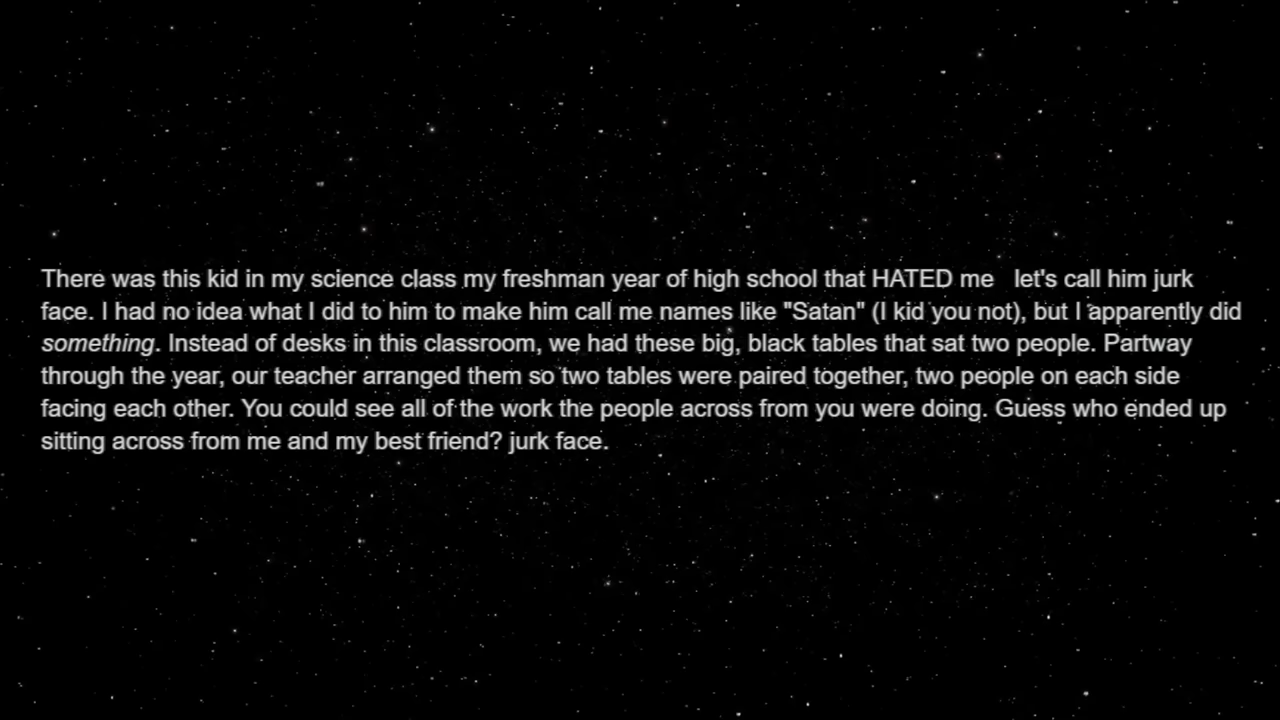 There was this kid in my science class my freshman year of high school that HATED me   let's call him jurk
face. I had no idea what I did to him to make him call me names like "Satan" (I kid you not), but I apparently did
something. Instead of desks in this classroom, we had these big, black tables that sat two people. Partway
through the year, our teacher arranged them so two tables were paired together, two people on each side
facing each other. You could see all of the work the people across from you were doing. Guess who ended up
sitting across from me and my best friend? jurk face.